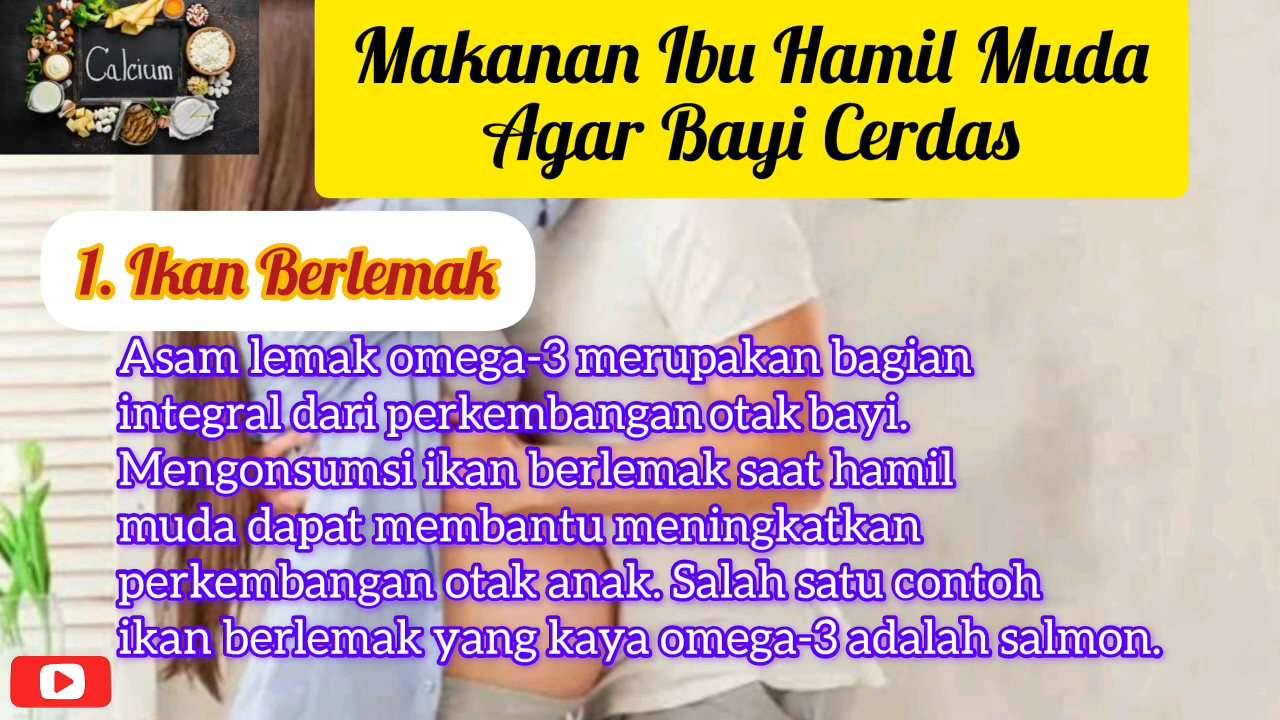 Calcium
Makanan Ibu Hamil Muda
Agar Bayi Cerdas
1. Ikan Berlemak
Asam lemak omega-3 merupakan bagian
integral dari perkembangan otak bayi.
Mengonsumsi ikan berlemak saat hamil
muda dapat membantu meningkatkan
perkembangan otak anak. Salah satu contoh
ikan berlemak yang kaya omega-3 adalah salmon.